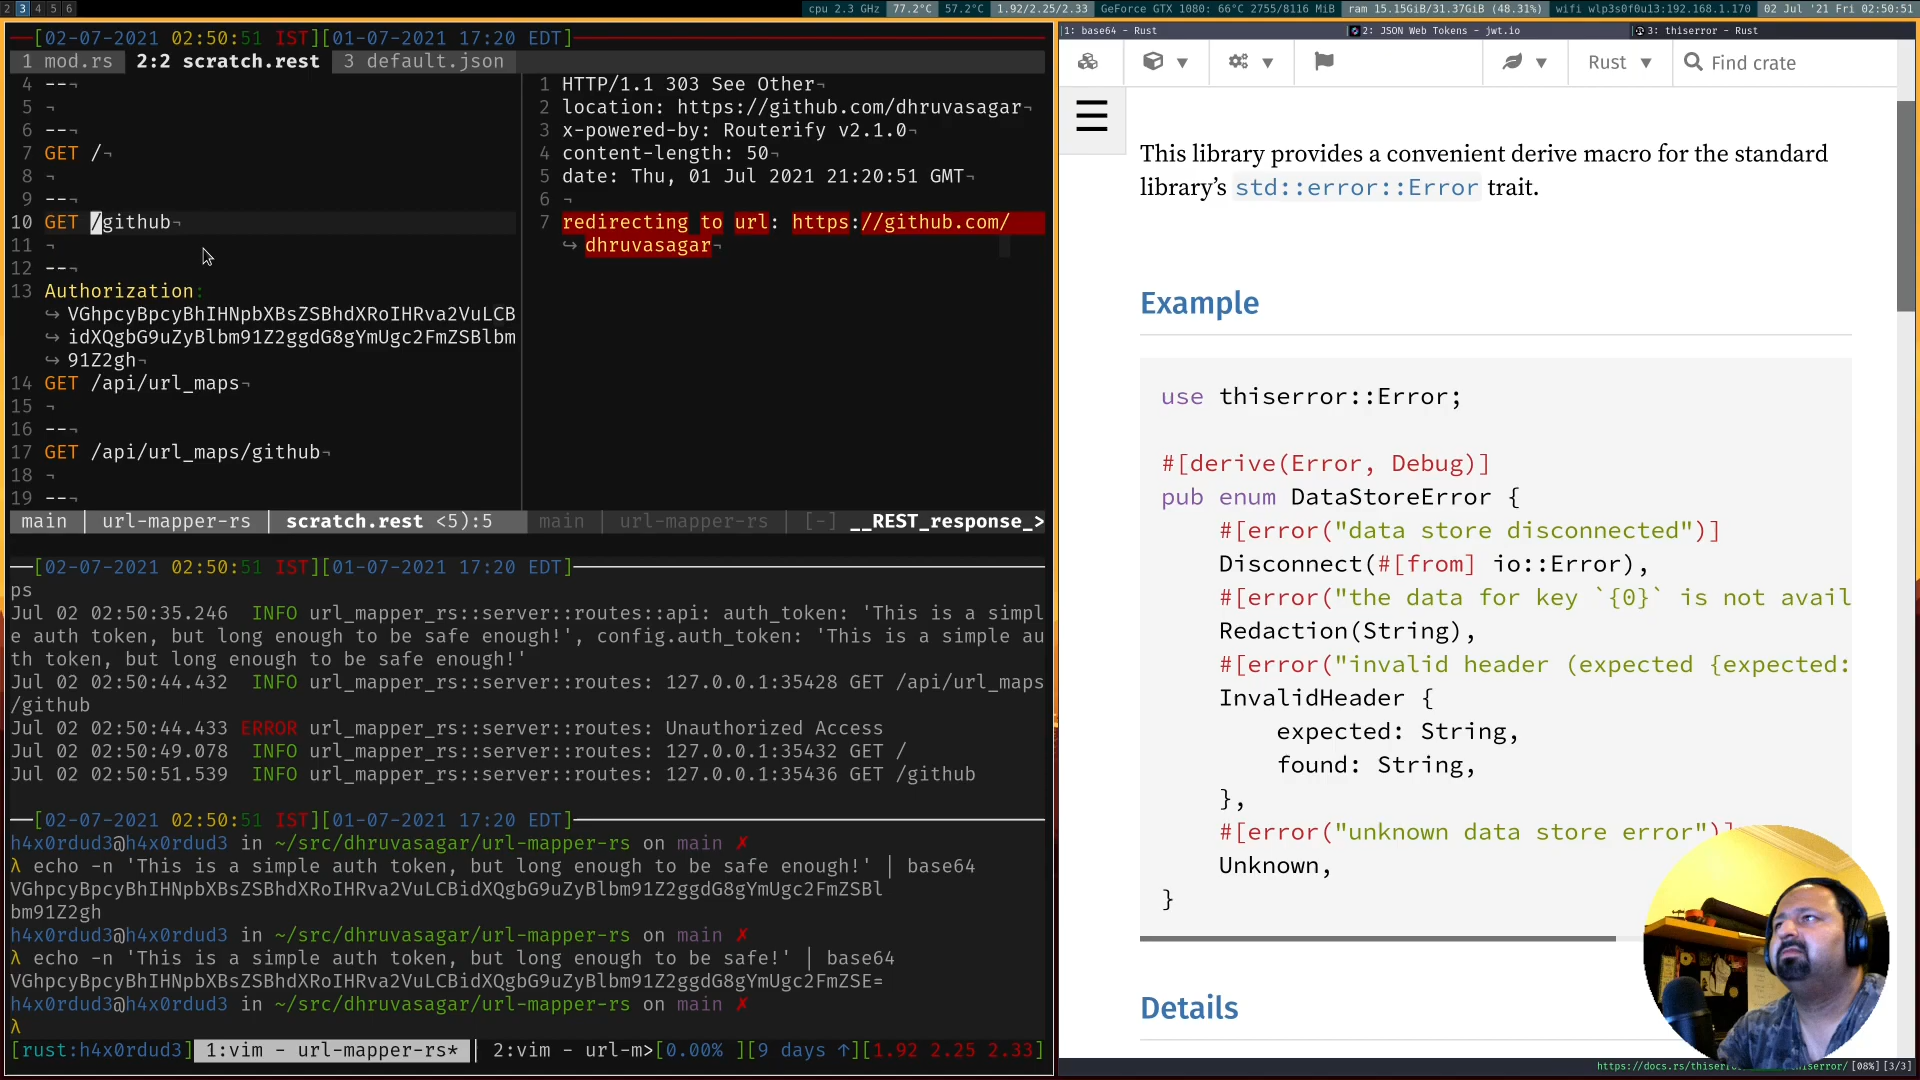 2 3 4 5 6
cpu 2.3 GHz 77.2°C 57.2°C 1.92/2.25/2.33 GeForce GTX 1080: 66°C 2755/8116 MiB ram 15.15GiB/31.37GiB (48.31%) wifi wlp3s0f0u13:192.168.1.170 02 Jul '21 Fri 02:50:51
—[02-07-2021 02:50:51 IST][01-07-2021 17:20 EDT]
1 mod.rs 2:2 scratch.rest 3 default.json
4 --¬
5 ¬
6 --¬
7 GET /¬
8 ¬
9 --¬
10 GET /github¬
11 ¬
12 --¬
13 Authorization:
↪ VGhpcyBpcyBhIHNpbXBsZSBhdXRoIHRva2VuLCB
↪ idXQgbG9uZyBlbm91Z2ggdG8gYmUgc2FmZSBlbm
↪ 91Z2gh¬
14 GET /api/url_maps¬
15 ¬
16 --¬
17 GET /api/url_maps/github¬
18 ¬
19 --¬
1 HTTP/1.1 303 See Other¬
2 location: https://github.com/dhruvasagar¬
3 x-powered-by: Routerify v2.1.0¬
4 content-length: 50¬
5 date: Thu, 01 Jul 2021 21:20:51 GMT¬
6 ¬
7 redirecting to url: https://github.com/
↪ dhruvasagar¬
main | url-mapper-rs | scratch.rest <5):5 main | url-mapper-rs | [-] __REST_response_>
—[02-07-2021 02:50:51 IST][01-07-2021 17:20 EDT]
ps
Jul 02 02:50:35.246 INFO url_mapper_rs::server::routes::api: auth_token: 'This is a simpl
e auth token, but long enough to be safe enough!', config.auth_token: 'This is a simple au
th token, but long enough to be safe enough!'
Jul 02 02:50:44.432 INFO url_mapper_rs::server::routes: 127.0.0.1:35428 GET /api/url_maps
/github
Jul 02 02:50:44.433 ERROR url_mapper_rs::server::routes: Unauthorized Access
Jul 02 02:50:49.078 INFO url_mapper_rs::server::routes: 127.0.0.1:35432 GET /
Jul 02 02:50:51.539 INFO url_mapper_rs::server::routes: 127.0.0.1:35436 GET /github
—[02-07-2021 02:50:51 IST][01-07-2021 17:20 EDT]
h4x0rdud3@h4x0rdud3 in ~/src/dhruvasagar/url-mapper-rs on main ✗
λ echo -n 'This is a simple auth token, but long enough to be safe enough!' | base64
VGhpcyBpcyBhIHNpbXBsZSBhdXRoIHRva2VuLCBidXQgbG9uZyBlbm91Z2ggdG8gYmUgc2FmZSBl
bm91Z2gh
h4x0rdud3@h4x0rdud3 in ~/src/dhruvasagar/url-mapper-rs on main ✗
λ echo -n 'This is a simple auth token, but long enough to be safe!' | base64
VGhpcyBpcyBhIHNpbXBsZSBhdXRoIHRva2VuLCBidXQgbG9uZyBlbm91Z2ggdG8gYmUgc2FmZSE=
h4x0rdud3@h4x0rdud3 in ~/src/dhruvasagar/url-mapper-rs on main ✗
λ
[rust:h4x0rdud3] 1:vim - url-mapper-rs* | 2:vim - url-m>[0.00% ][9 days ↑][1.92 2.25 2.33]
1: base64 - Rust 2: JSON Web Tokens - jwt.io 3: thiserror - Rust
Rust Find crate
This library provides a convenient derive macro for the standard
library's std::error::Error trait.
Example
use thiserror::Error;
#[derive(Error, Debug)]
pub enum DataStoreError {
#[error("data store disconnected")]
Disconnect(#[from] io::Error),
#[error("the data for key `{0}` is not avail
Redaction(String),
#[error("invalid header (expected {expected:
InvalidHeader {
expected: String,
found: String,
},
#[error("unknown data store error")]
Unknown,
}
Details
[08%][3/3]